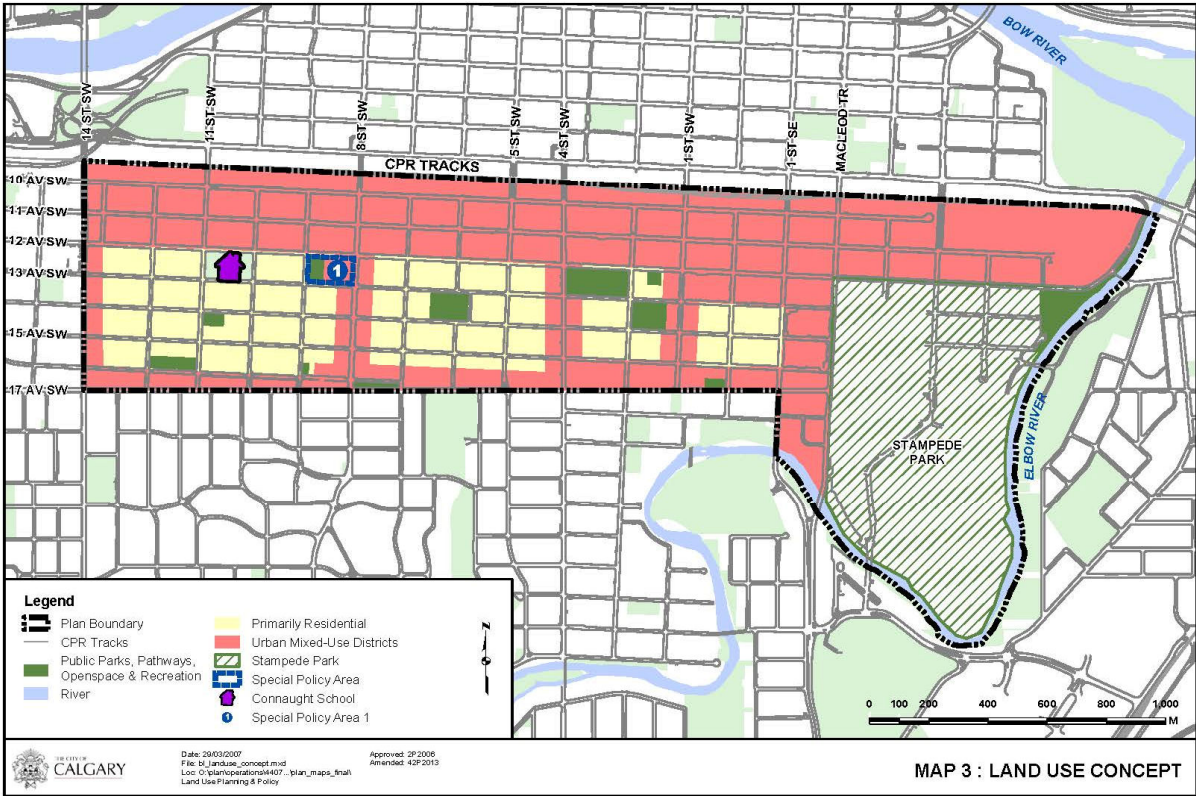 BOW RIVER
14 ST SW
11 ST SW
8 ST SW
5 ST SW
4 ST SW
1 ST SW
1 ST SE
MACLEOD TR
CPR TRACKS
10 AV SW
11 AV SW
12 AV SW
13 AV SW
15 AV SW
17 AV SW
1
STAMPEDE
PARK
ELBOW RIVER
Legend
Plan Boundary
CPR Tracks
Public Parks, Pathways,
Openspace & Recreation
River
Primarily Residential
Urban Mixed-Use Districts
Stampede Park
Special Policy Area
Connaught School
1 Special Policy Area 1
0 100 200 400 600 800 1,000
M
THE CITY OF
CALGARY
Date: 29/03/2007
File: bl_landuse_concept.mxd
Land Use Planning & Policy
Approved: 2P2006
Amended: 42P2013
MAP 3 : LAND USE CONCEPT